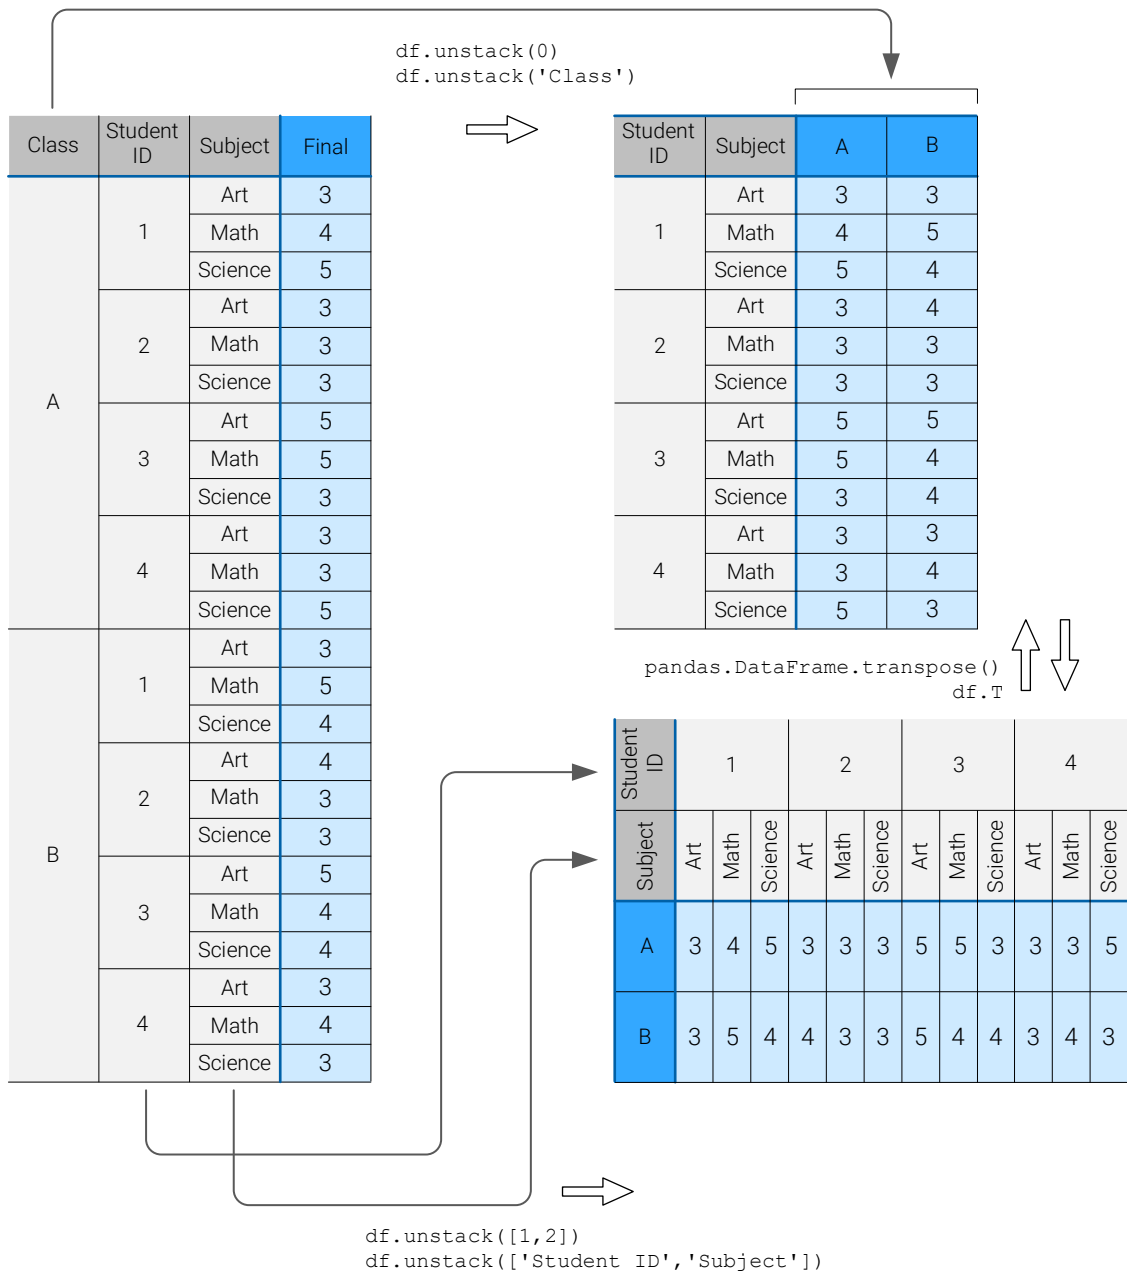 df.unstack(0)
df.unstack('Class')
Class Student ID Subject Final
A 1 Art 3
Math 4
Science 5
2 Art 3
Math 3
Science 3
3 Art 5
Math 5
Science 3
4 Art 3
Math 3
Science 5
B 1 Art 3
Math 5
Science 4
2 Art 4
Math 3
Science 3
3 Art 5
Math 4
Science 4
4 Art 3
Math 4
Science 3
Student ID Subject A B
1 Art 3 3
Math 4 5
Science 5 4
2 Art 3 4
Math 3 3
Science 3 3
3 Art 5 5
Math 5 4
Science 3 4
4 Art 3 3
Math 3 4
Science 5 3
pandas.DataFrame.transpose()
df.T
Student ID 1 2 3 4
Subject Art Math Science Art Math Science Art Math Science Art Math Science
A 3 4 5 3 3 3 5 5 3 3 3 5
B 3 5 4 4 3 3 5 4 4 3 4 3
df.unstack([1,2])
df.unstack(['Student ID','Subject'])